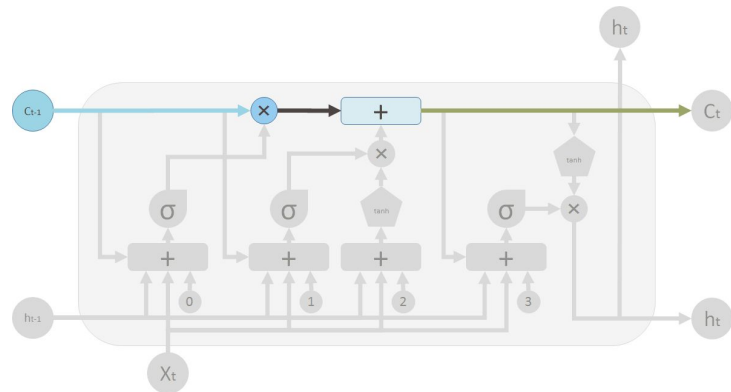 ht
Ct-1
×
+
Ct
tanh
×
tanh
σ
σ
σ
×
+
+
+
+
0
1
2
3
ht-1
ht
Xt